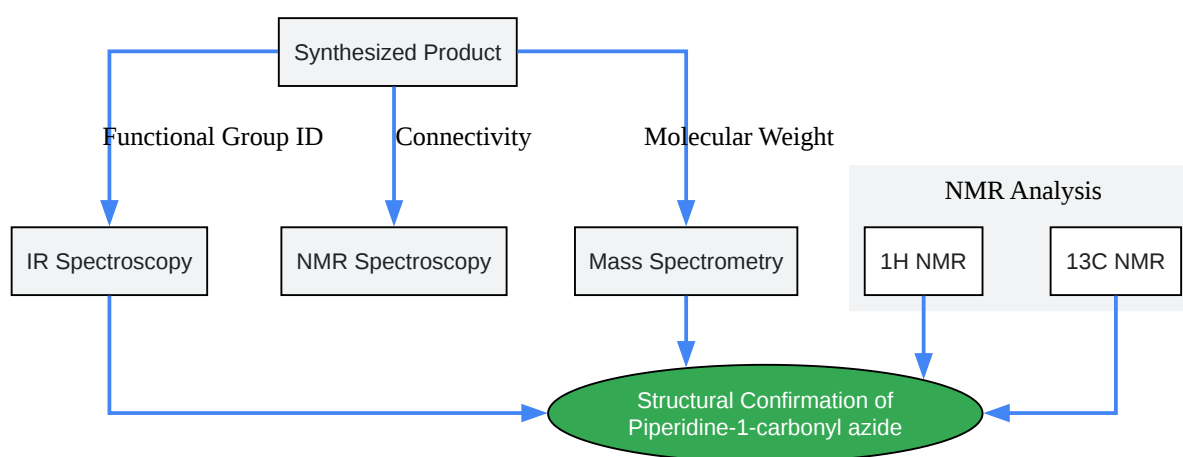 Synthesized Product
Functional Group ID
Connectivity
Molecular Weight
NMR Analysis
IR Spectroscopy
NMR Spectroscopy
Mass Spectrometry
1H NMR
13C NMR
Structural Confirmation of
Piperidine-1-carbonyl azide